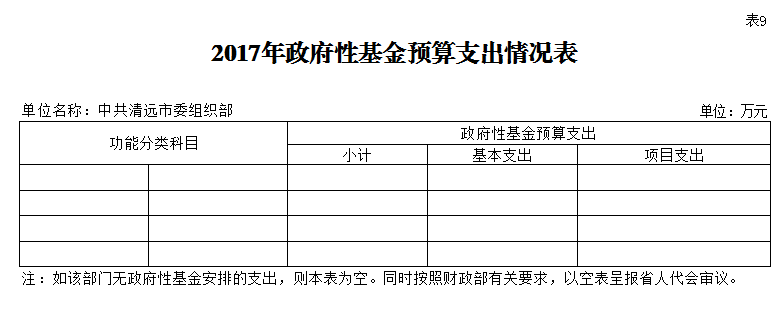 表9
2017年政府性基金预算支出情况表
单位名称：中共清远市委组织部 单位：万元
功能分类科目 政府性基金预算支出
小计 基本支出 项目支出
注：如该部门无政府性基金安排的支出，则本表为空。同时按照财政部有关要求，以空表呈报省人代会审议。